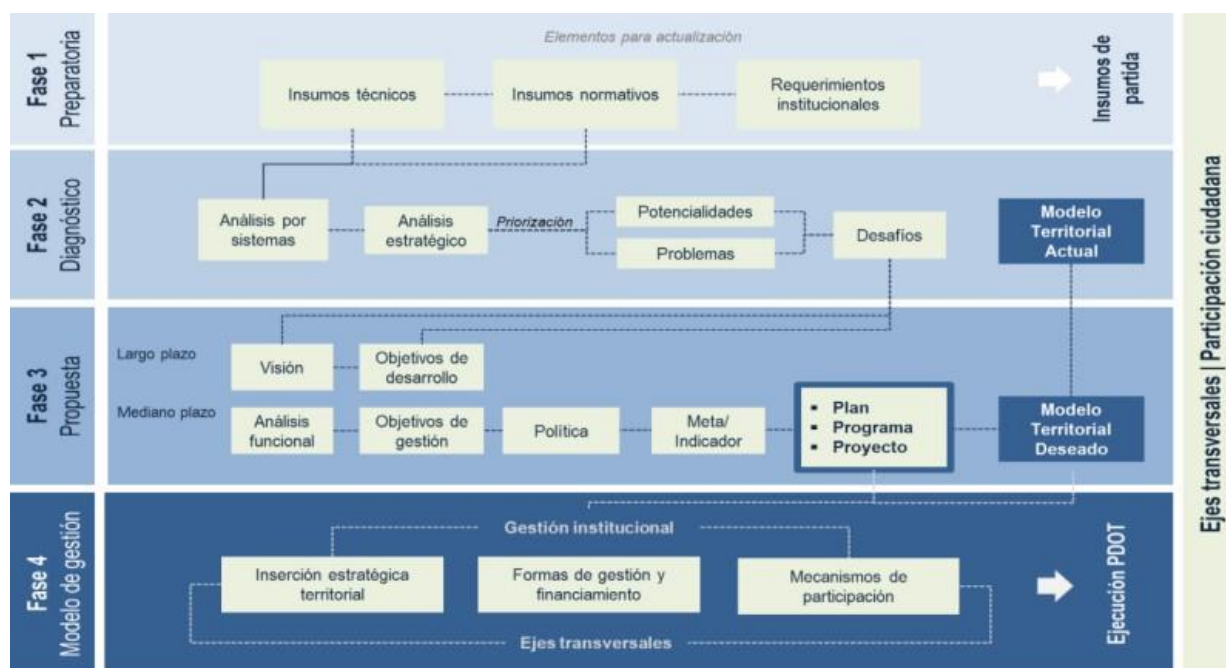 Fase 1
Preparatoria
Elementos para actualización
Insumos técnicos
Insumos normativos
Requerimientos
institucionales
Insumos de
partida
Fase 2
Diagnóstico
Análisis por
sistemas
Análisis
estratégico
Priorización
Potencialidades
Problemas
Desafíos
Modelo
Territorial
Actual
Fase 3
Propuesta
Largo plazo
Visión
Objetivos de
desarrollo
Mediano plazo
Análisis
funcional
Objetivos de
gestión
Política
Meta/
Indicador
▪ Plan
▪ Programa
▪ Proyecto
Modelo
Territorial
Deseado
Fase 4
Modelo de gestión
Gestión institucional
Inserción estratégica
territorial
Formas de gestión y
financiamiento
Mecanismos de
participación
Ejes transversales
Ejecución PDOT
Ejes transversales | Participación ciudadana